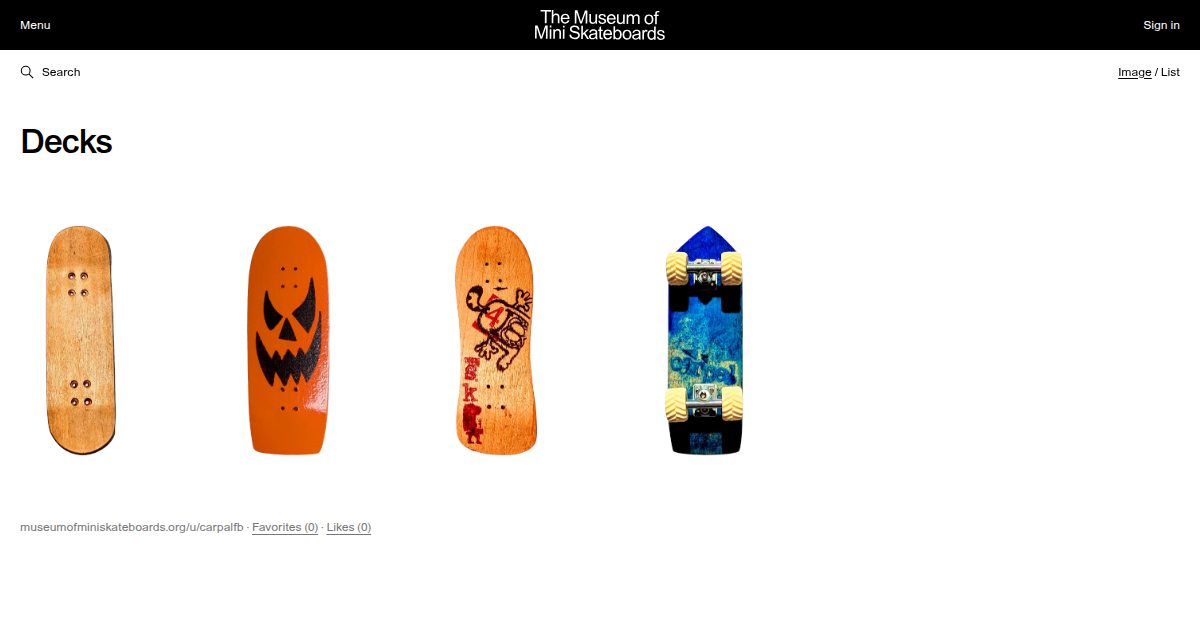 Menu
The Museum of
Mini Skateboards
Sign in
Search
Image / List
Decks
4
museumofminiskateboards.org/u/carpalfb · Favorites (0) · Likes (0)